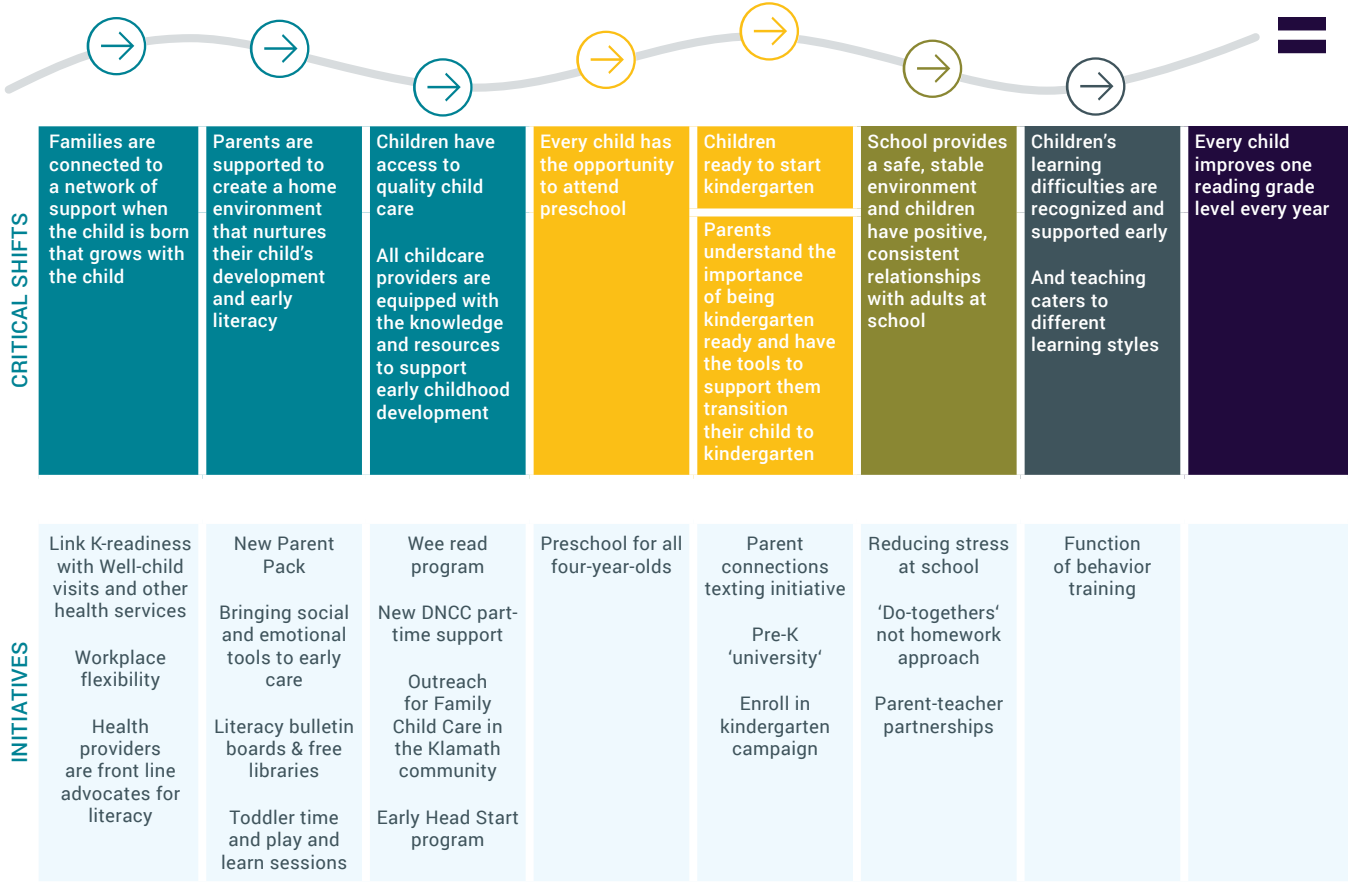 CRITICAL SHIFTS
Families are
connected to
a network of
support when
the child is born
that grows with
the child
Parents are
supported to
create a home
environment
that nurtures
their child’s
development
and early
literacy
Children have
access to
quality child
care
All childcare
providers are
equipped with
the knowledge
and resources
to support
early childhood
development
Every child has
the opportunity
to attend
preschool
Children
ready to start
kindergarten
Parents
understand the
importance
of being
kindergarten
ready and have
the tools to
support them
transition
their child to
kindergarten
School provides
a safe, stable
environment
and children
have positive,
consistent
relationships
with adults at
school
Children’s
learning
difficulties are
recognized and
supported early
And teaching
caters to
different
learning styles
Every child
improves one
reading grade
level every year
INITIATIVES
Link K-readiness
with Well-child
visits and other
health services
Workplace
flexibility
Health
providers
are front line
advocates for
literacy
New Parent
Pack
Bringing social
and emotional
tools to early
care
Literacy bulletin
boards & free
libraries
Toddler time
and play and
learn sessions
Wee read
program
New DNCC part-
time support
Outreach
for Family
Child Care in
the Klamath
community
Early Head Start
program
Preschool for all
four-year-olds
Parent
connections
texting initiative
Pre-K
‘university‘
Enroll in
kindergarten
campaign
Reducing stress
at school
‘Do-togethers‘
not homework
approach
Parent-teacher
partnerships
Function
of behavior
training